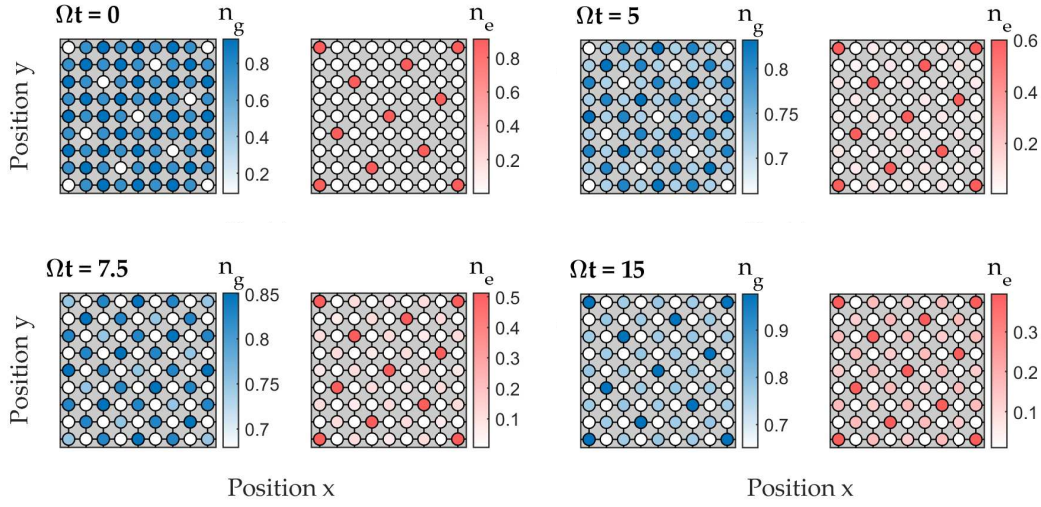 Ωt = 0 n_g n_e Ωt = 5 n_g n_e
0.8 0.8 0.8 0.6
0.6 0.6 0.75 0.4
0.4 0.4 0.7 0.2
0.2 0.2
Position y
Ωt = 7.5 n_g n_e Ωt = 15 n_g n_e
0.85 0.5 0.9 0.3
0.8 0.4 0.8 0.2
0.75 0.3 0.7 0.1
0.7 0.2
0.1
Position y
Position x Position x